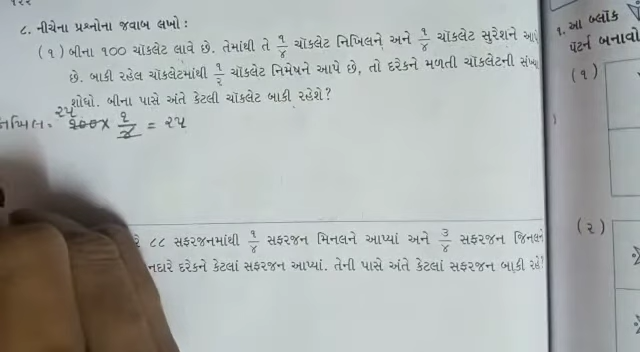 ૮. નીચેના પ્રશ્નોના જવાબ લખો :
(૧) બીના ૧૦૦ ચૉકલેટ લાવે છે. તેમાંથી તે ૧/૪ ચૉકલેટ નિખિલને અને ૧/૪ ચૉકલેટ સુરેશને
છે. બાકી રહેલ ચૉકલેટમાંથી ૧/૨ ચૉકલેટ નિમેષને આપે છે, તો દરેકને મળતી ચૉકલેટની
શોધો. બીના પાસે અંતે કેટલી ચૉકલેટ બાકી રહેશે?
૨૫
૧૦૦ × ૧/૪ = ૨૫
૮૮ સફરજનમાંથી ૧/૪ સફરજન મિનલને આપ્યાં અને ૩/૪ સફરજન
દરેકને કેટલાં સફરજન આપ્યાં. તેની પાસે અંતે કેટલાં સફરજન બાકી રહે?
૧. આ બ્લૉક
પૅટર્ન બનાવો
(૧)
(૨)